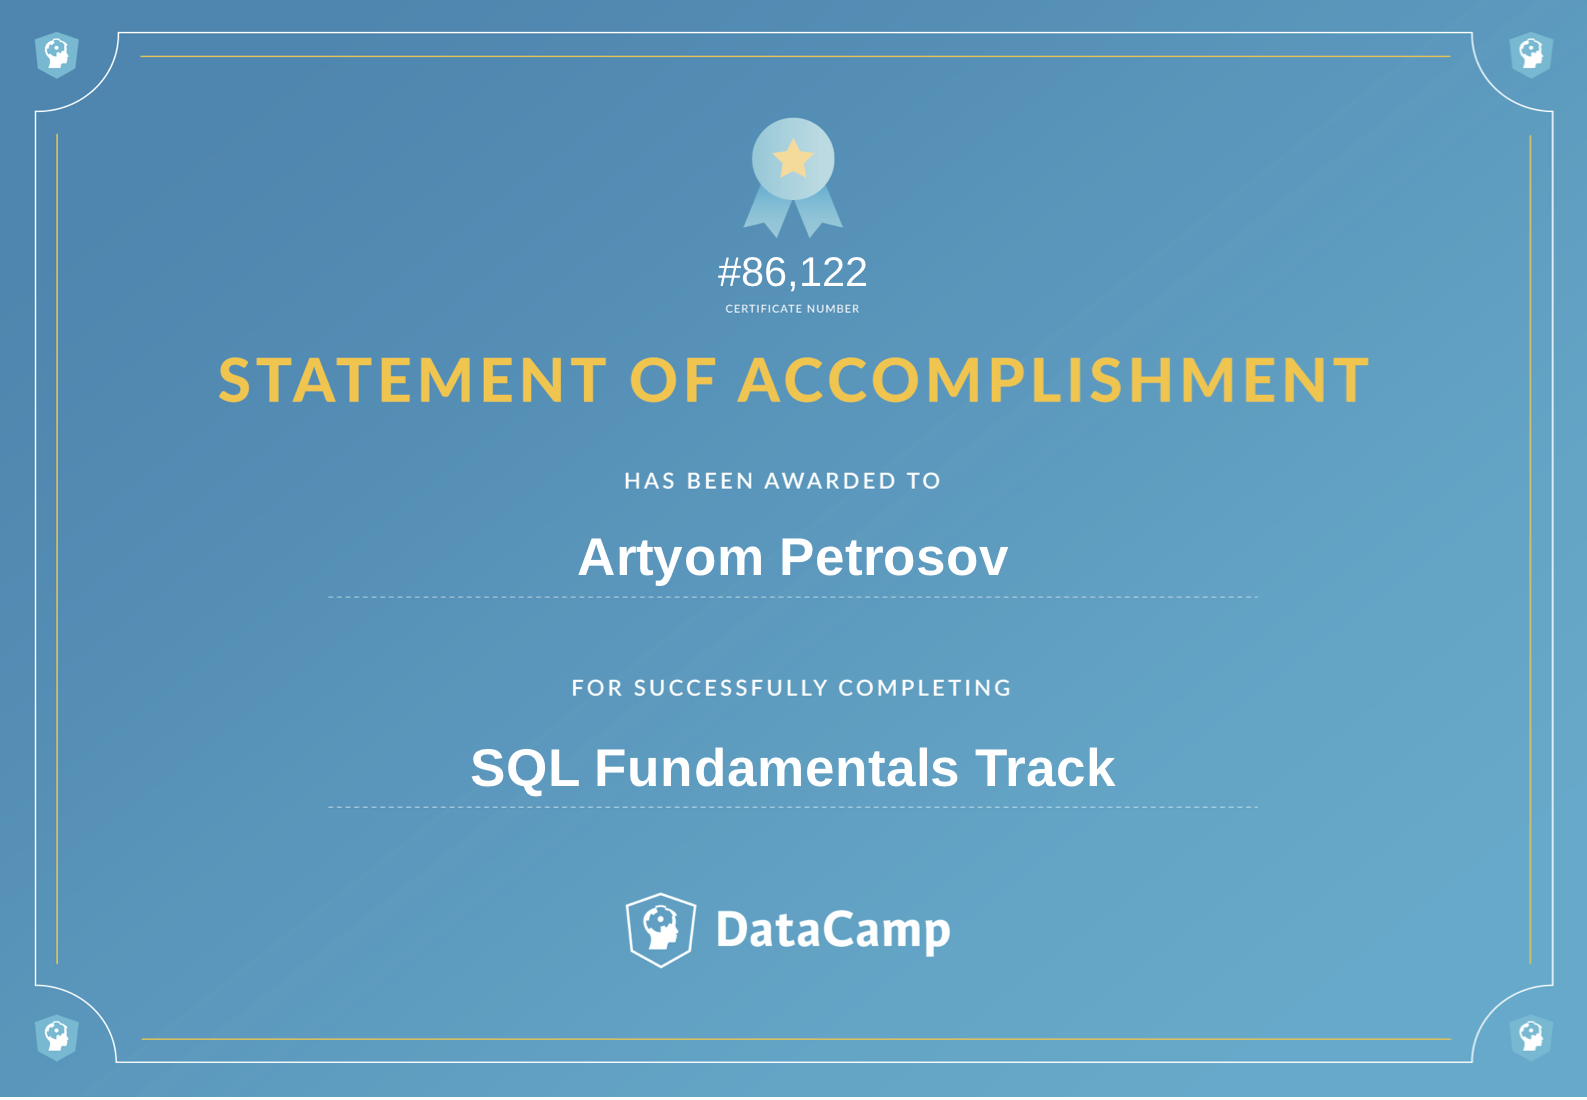 #86,122
CERTIFICATE NUMBER
STATEMENT OF ACCOMPLISHMENT
HAS BEEN AWARDED TO
Artyom Petrosov
FOR SUCCESSFULLY COMPLETING
SQL Fundamentals Track
DataCamp